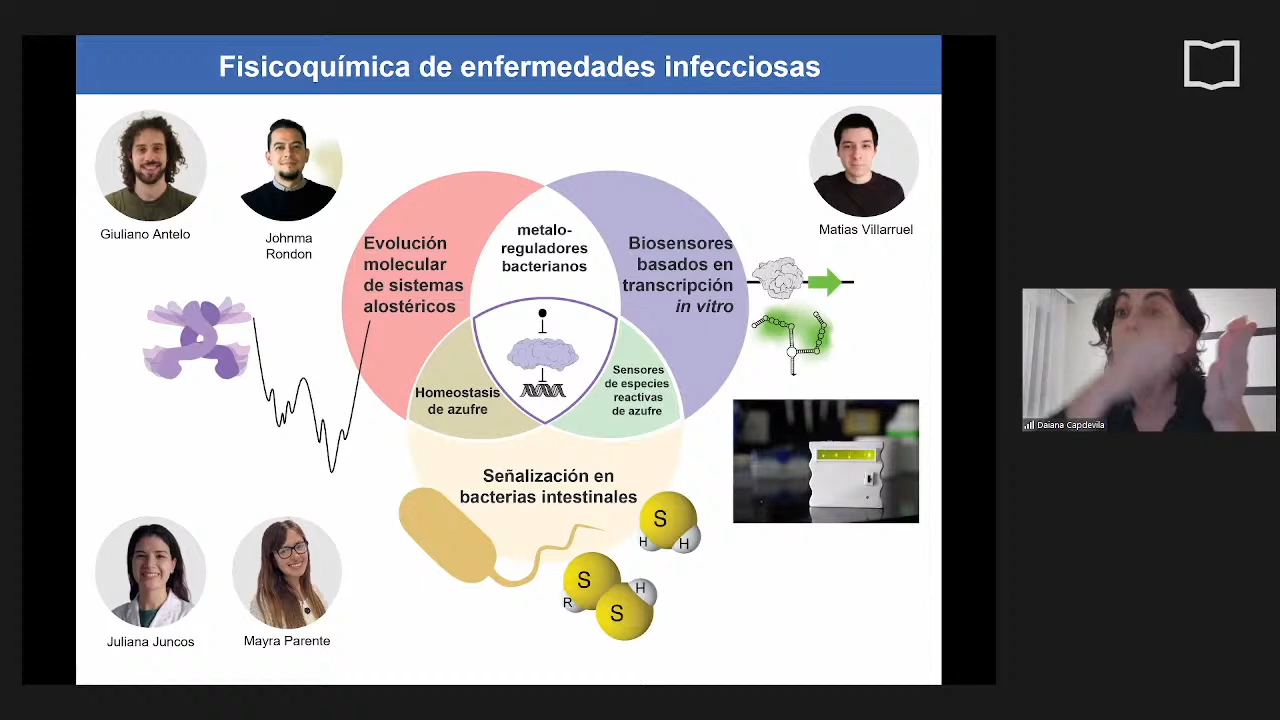 Fisicoquímica de enfermedades infecciosas
Giuliano Antelo
Johnma
Rondon
Matias Villarruel
Evolución
molecular
de sistemas
alostéricos
metalo-
reguladores
bacterianos
Biosensores
basados en
transcripción
in vitro
Homeostasis
de azufre
Sensores
de especies
reactivas
de azufre
Señalización en
bacterias intestinales
S
H
H
S
H
R
S
Juliana Juncos
Mayra Parente
Daiana Capdevila